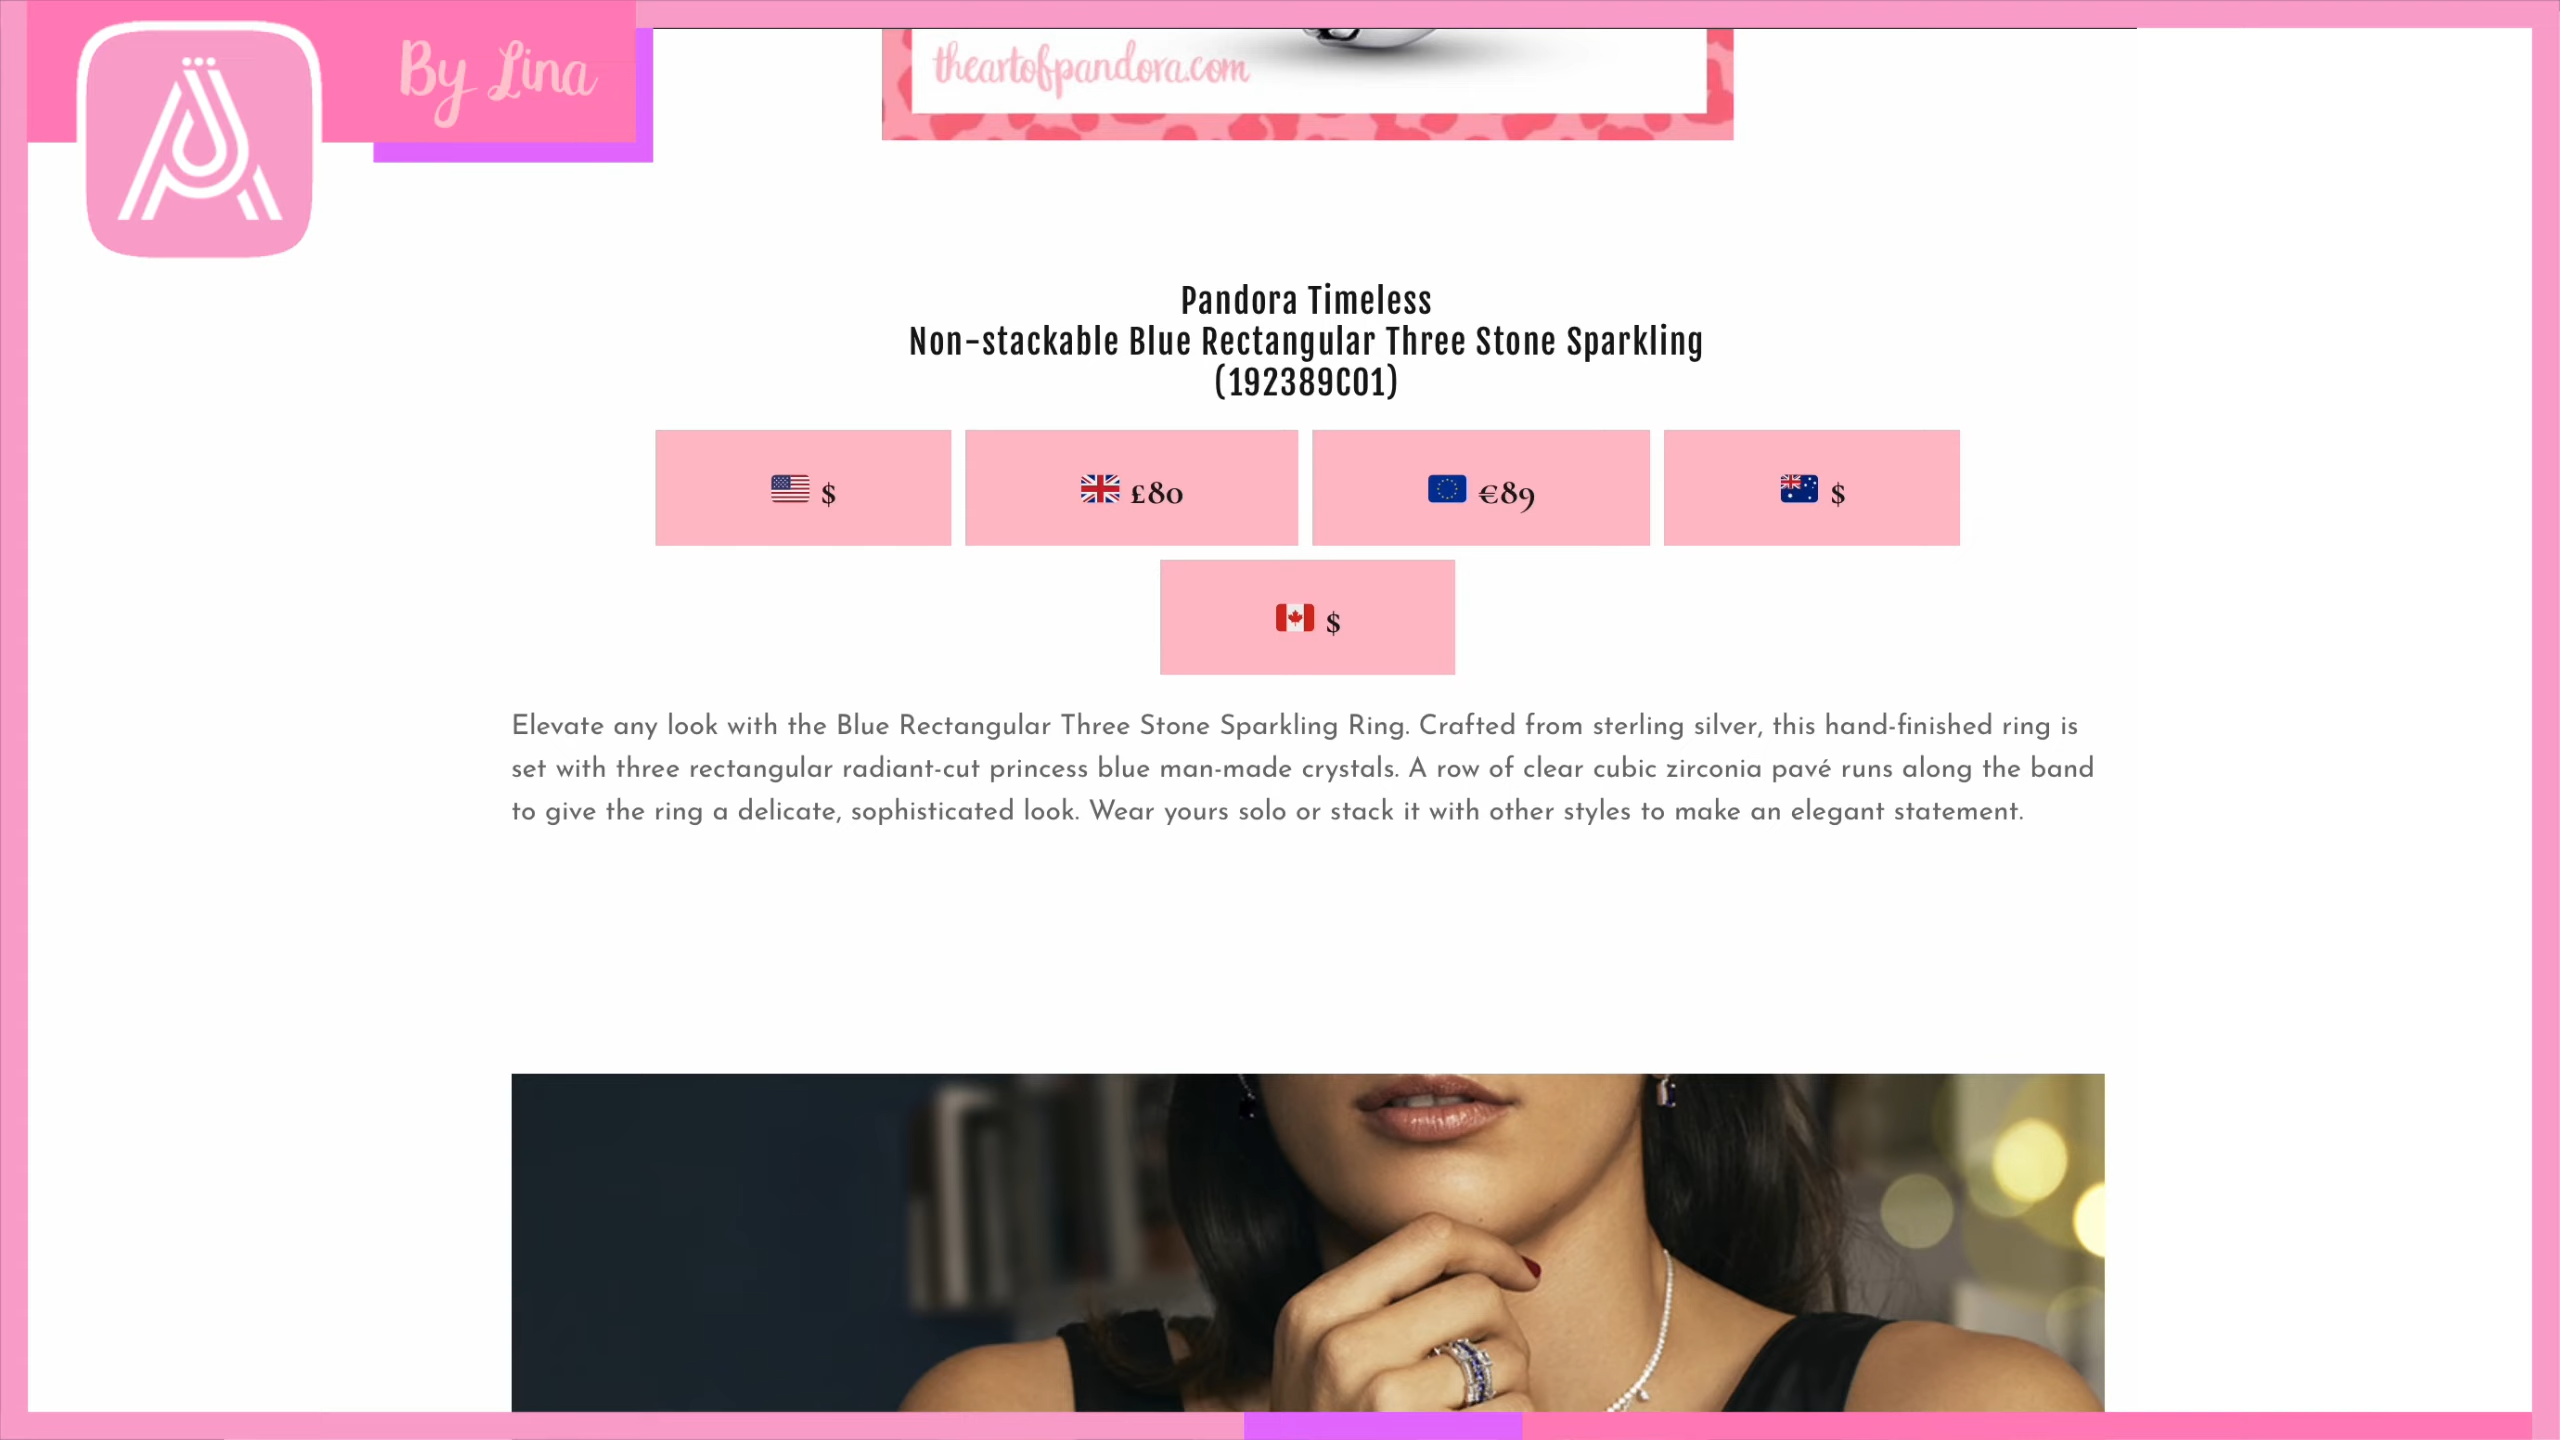 By Lina
theartofpandora.com
Pandora Timeless
Non-stackable Blue Rectangular Three Stone Sparkling
(192389C01)
$
£80
€89
$
$
Elevate any look with the Blue Rectangular Three Stone Sparkling Ring. Crafted from sterling silver, this hand-finished ring is
set with three rectangular radiant-cut princess blue man-made crystals. A row of clear cubic zirconia pavé runs along the band
to give the ring a delicate, sophisticated look. Wear yours solo or stack it with other styles to make an elegant statement.